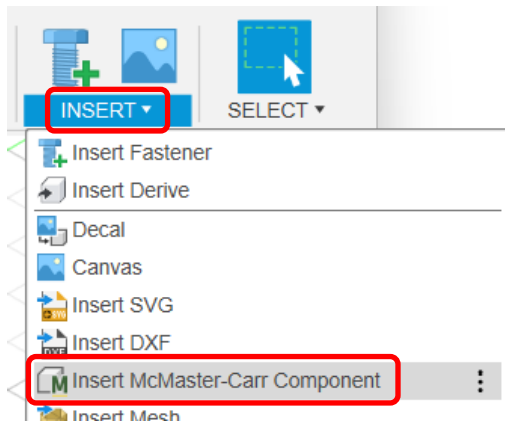 INSERT ▾ SELECT ▾
Insert Fastener
Insert Derive
Decal
Canvas
Insert SVG
Insert DXF
Insert McMaster-Carr Component
Insert Mesh